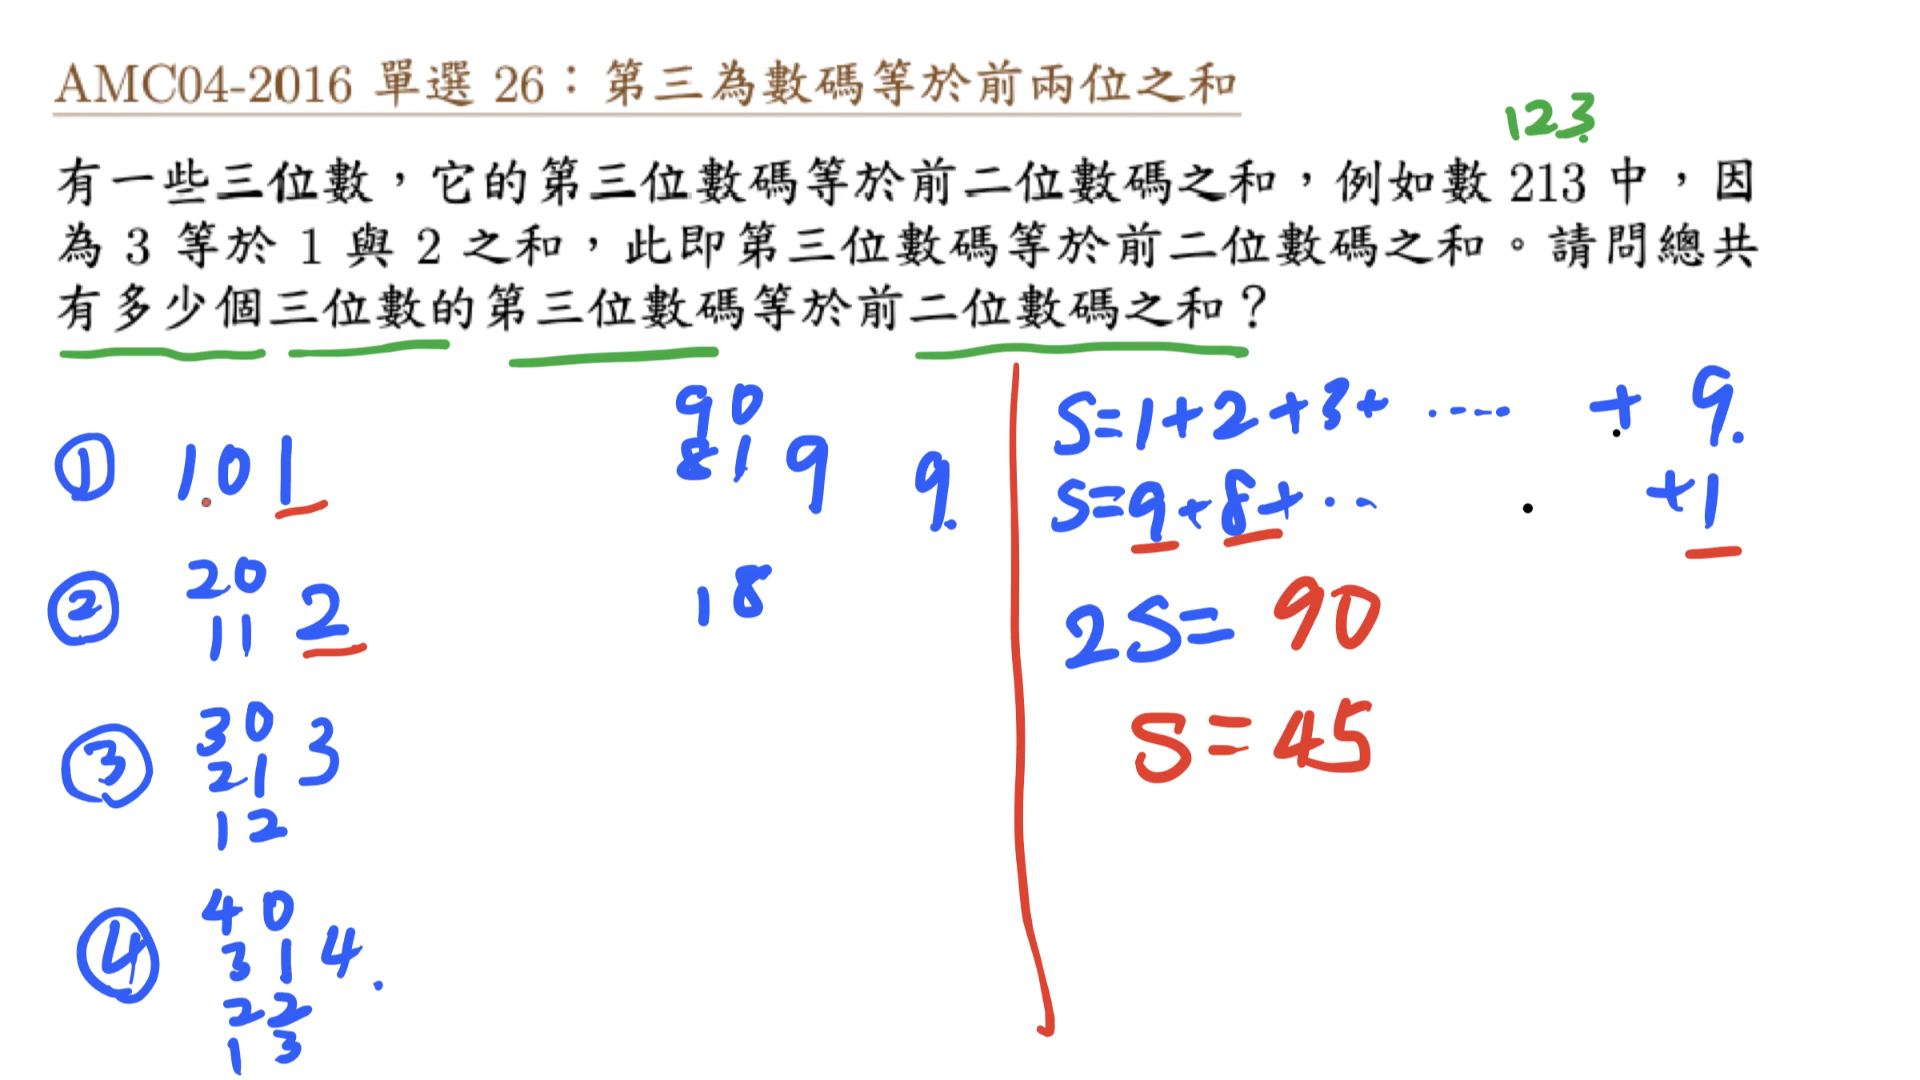 AMC04-2016 單選 26：第三為數碼等於前兩位之和
123
有一些三位數，它的第三位數碼等於前二位數碼之和，例如數 213 中，因
為 3 等於 1 與 2 之和，此即第三位數碼等於前二位數碼之和。請問總共
有多少個三位數的第三位數碼等於前二位數碼之和？
① 101
② 20
11 2
③ 30
21 3
12
④ 40
31 4.
22
13
90
81 9 9.
18
S=1+2+3+ ···· + 9.
S=9+8+ ··· +1
2S= 90
S=45